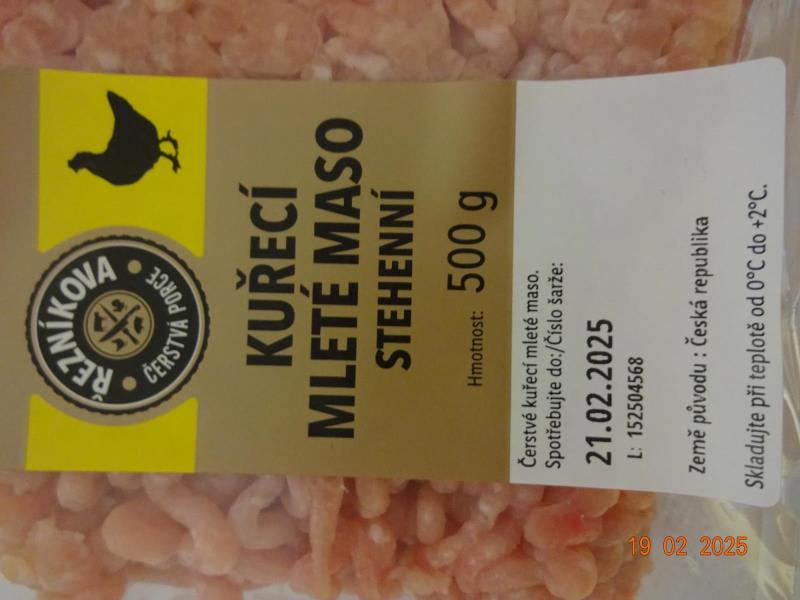 ŘEZNÍKOVA
ČERSTVÁ PORCE
KUŘECÍ
MLETÉ MASO
STEHENNÍ
Hmotnost: 500 g
Čerstvé kuřecí mleté maso.
Spotřebujte do:/Číslo šarže:
21.02.2025
L: 152504568
Země původu : Česká republika
Skladujte při teplotě od 0°C do +2°C.
19 02 2025